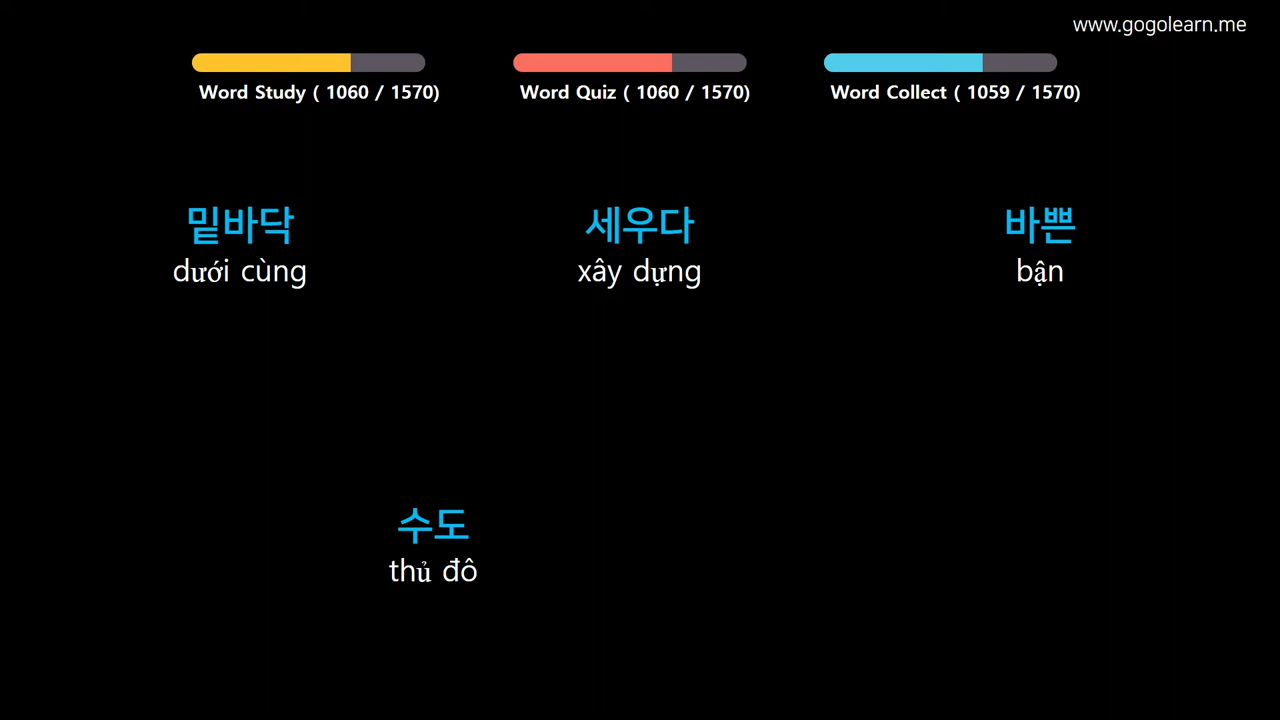 www.gogolearn.me
Word Study ( 1060 / 1570)
Word Quiz ( 1060 / 1570)
Word Collect ( 1059 / 1570)
밑바닥
dưới cùng
세우다
xây dựng
바쁜
bận
수도
thủ đô